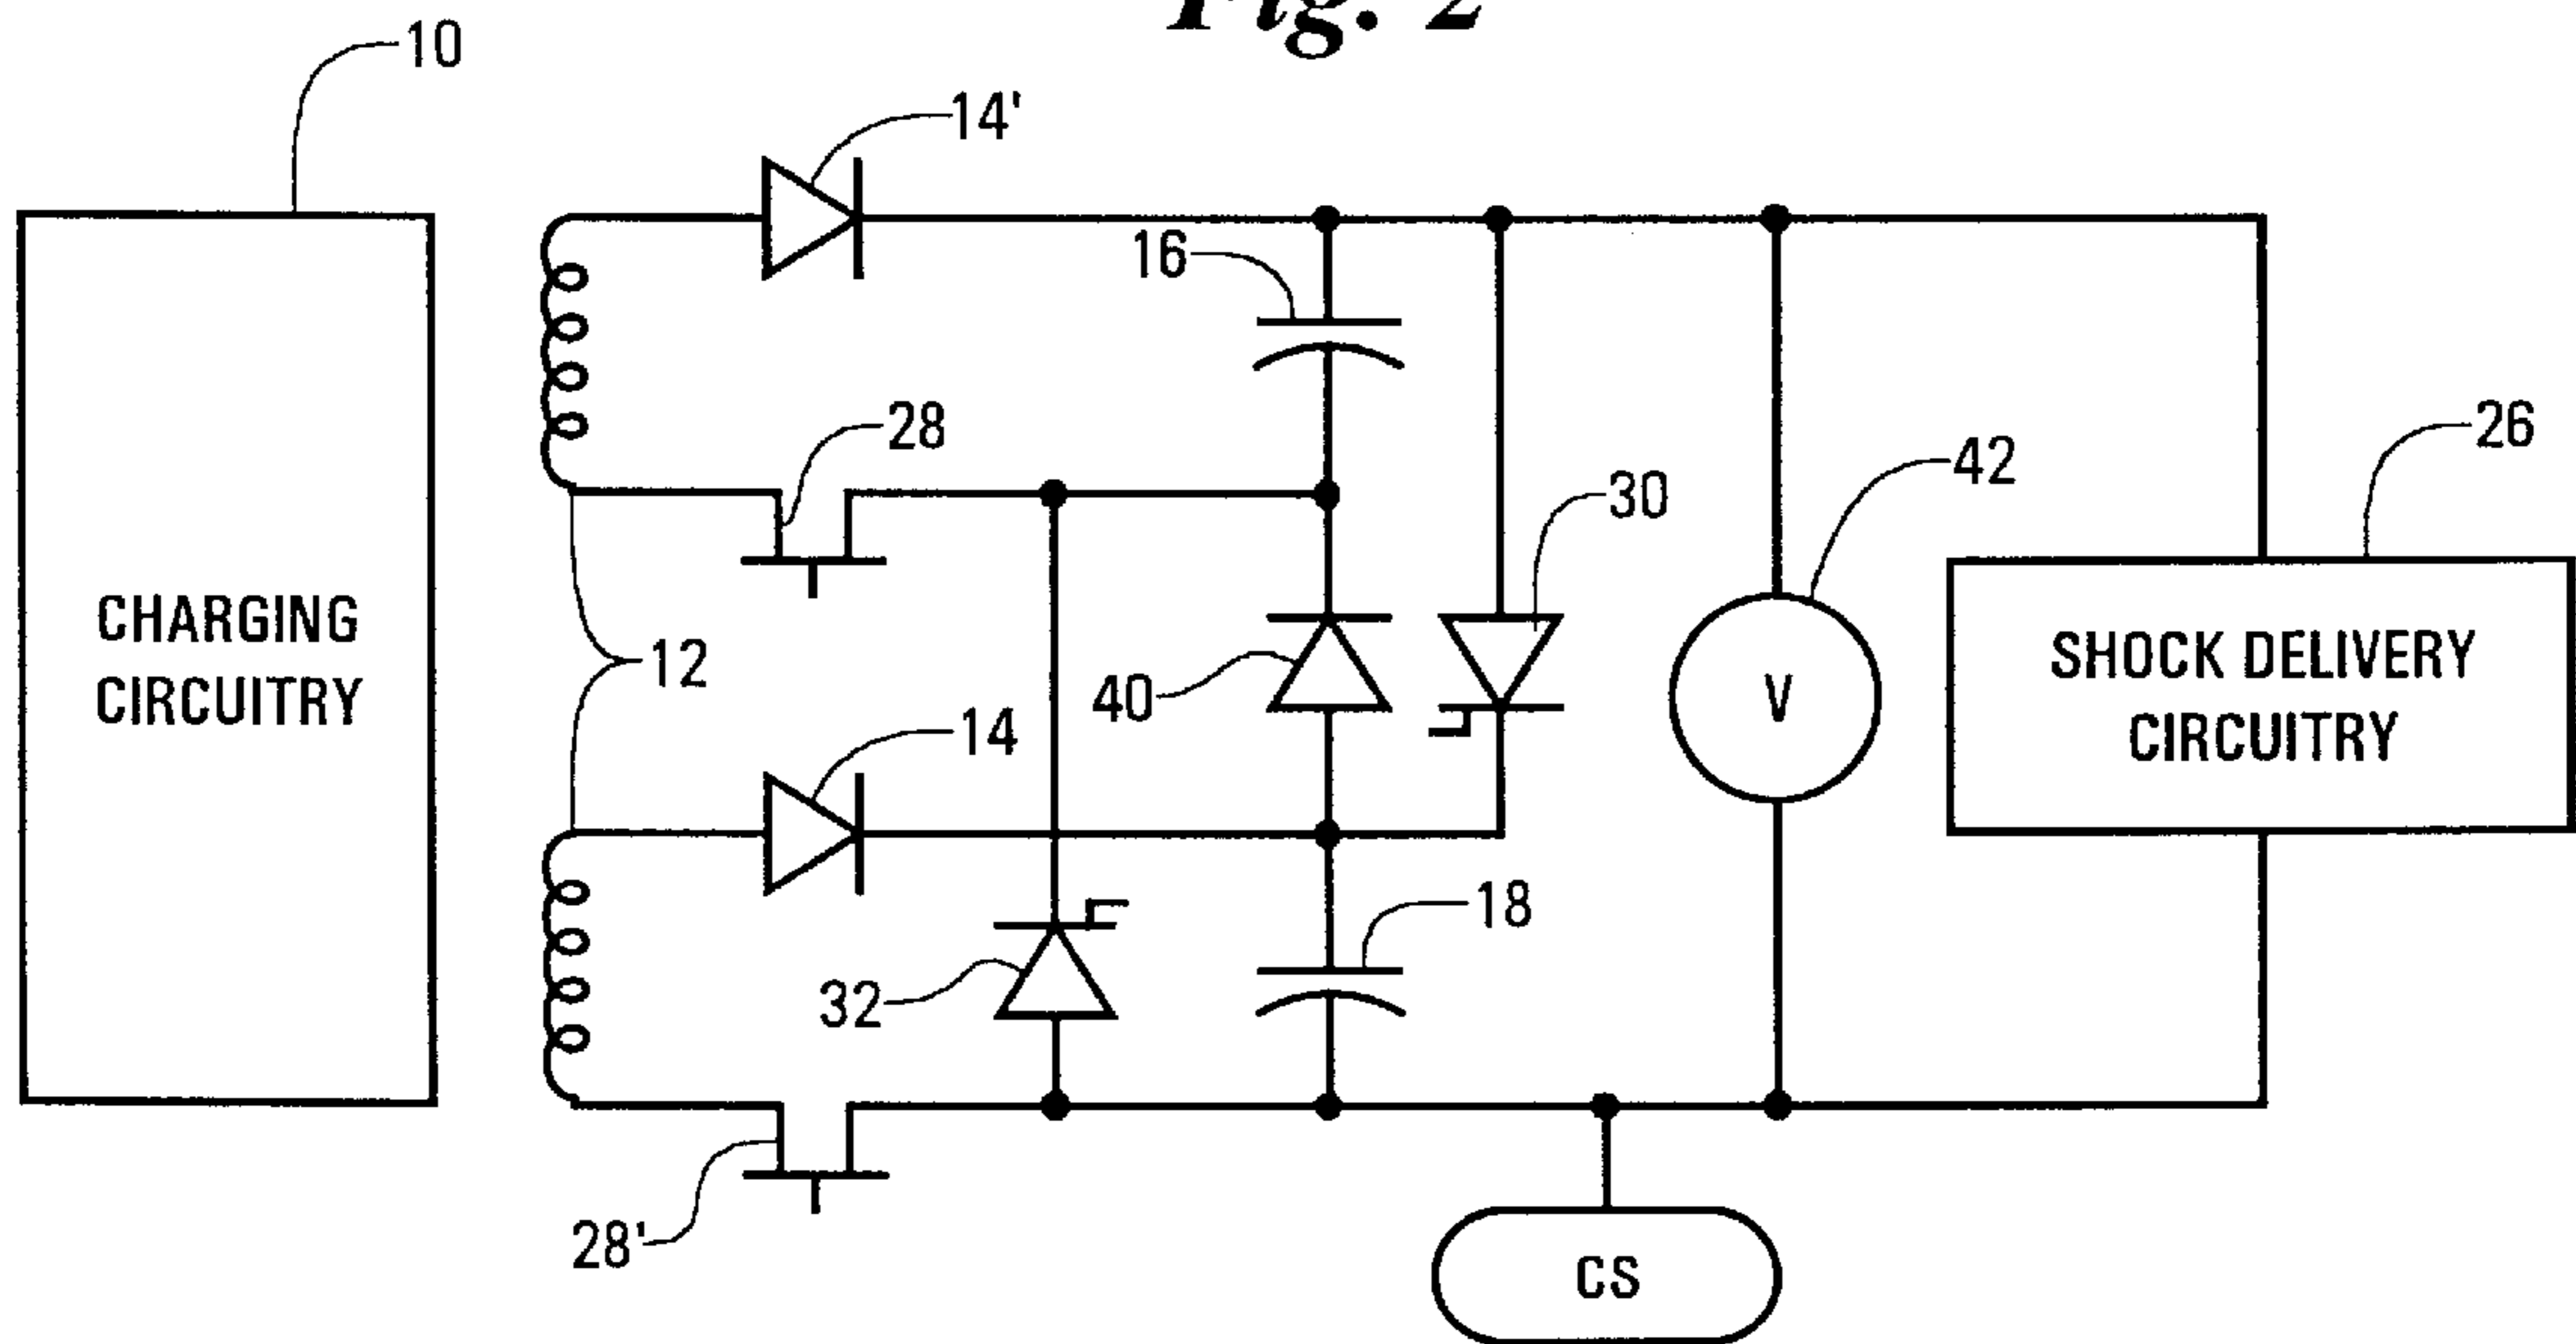 Fig. 2
10
14'
16
28
26
42
30
CHARGING
CIRCUITRY
12
40
V
SHOCK DELIVERY
CIRCUITRY
14
18
32
28'
CS